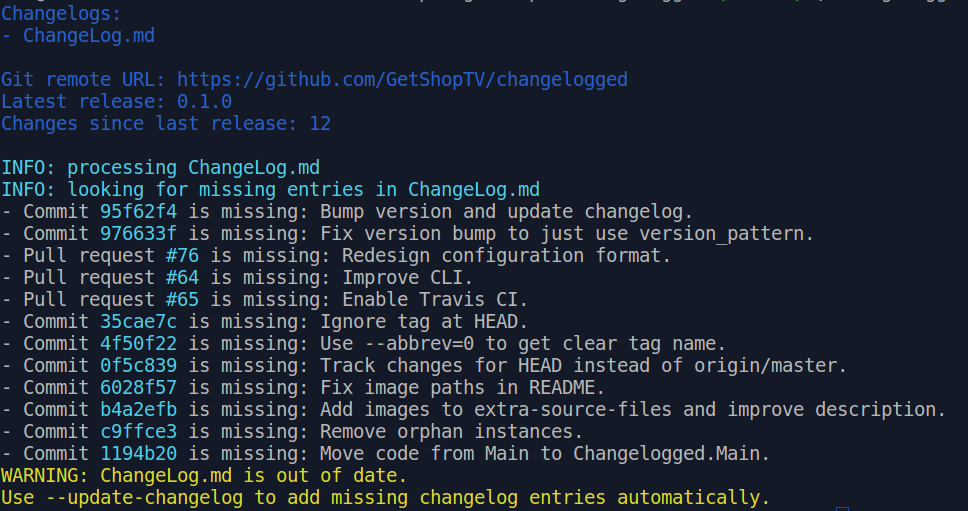 Changelogs:
- ChangeLog.md
Git remote URL: https://github.com/GetShopTV/changelogged
Latest release: 0.1.0
Changes since last release: 12
INFO: processing ChangeLog.md
INFO: looking for missing entries in ChangeLog.md
- Commit 95f62f4 is missing: Bump version and update changelog.
- Commit 976633f is missing: Fix version bump to just use version_pattern.
- Pull request #76 is missing: Redesign configuration format.
- Pull request #64 is missing: Improve CLI.
- Pull request #65 is missing: Enable Travis CI.
- Commit 35cae7c is missing: Ignore tag at HEAD.
- Commit 4f50f22 is missing: Use --abbrev=0 to get clear tag name.
- Commit 0f5c839 is missing: Track changes for HEAD instead of origin/master.
- Commit 6028f57 is missing: Fix image paths in README.
- Commit b4a2efb is missing: Add images to extra-source-files and improve description.
- Commit c9ffce3 is missing: Remove orphan instances.
- Commit 1194b20 is missing: Move code from Main to Changelogged.Main.
WARNING: ChangeLog.md is out of date.
Use --update-changelog to add missing changelog entries automatically.